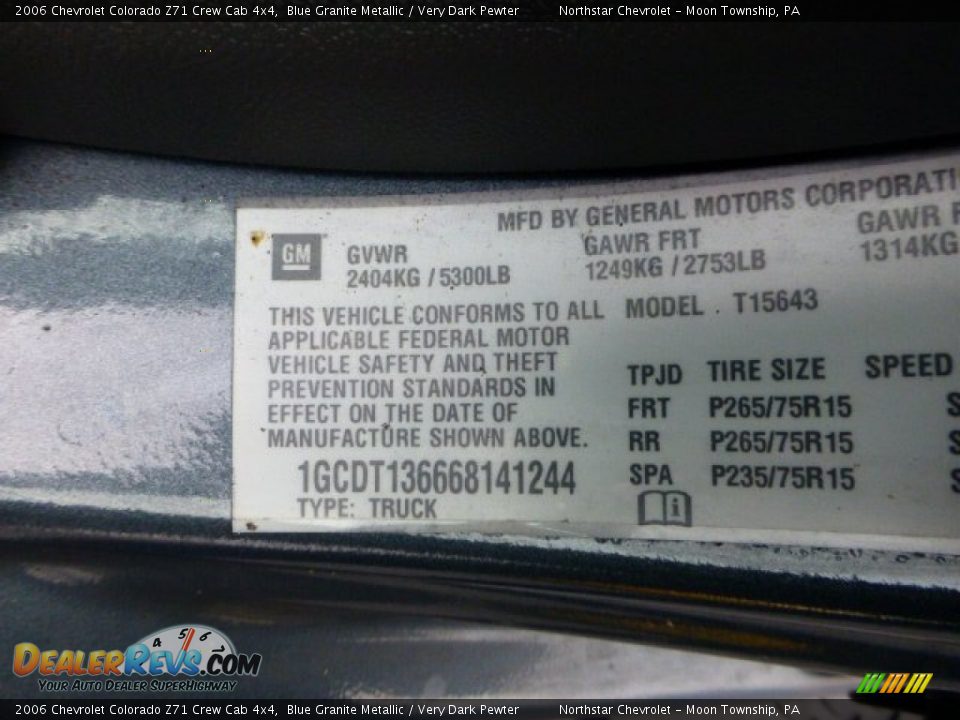 2006 Chevrolet Colorado Z71 Crew Cab 4x4,  Blue Granite Metallic / Very Dark Pewter  Northstar Chevrolet - Moon Township, PA
MFD BY GENERAL MOTORS CORPORATI
GM
GVWR
2404KG / 5300LB
GAWR FRT
1249KG / 2753LB
GAWR
1314KG
THIS VEHICLE CONFORMS TO ALL
APPLICABLE FEDERAL MOTOR
VEHICLE SAFETY AND THEFT
PREVENTION STANDARDS IN
EFFECT ON THE DATE OF
MANUFACTURE SHOWN ABOVE.
MODEL . T15643
TPJD TIRE SIZE SPEED
FRT P265/75R15 S
RR P265/75R15 S
SPA P235/75R15 S
1GCDT136668141244
TYPE: TRUCK
i
4 5 6
DEALERREVS.COM
YOUR AUTO DEALER SUPERHIGHWAY
2006 Chevrolet Colorado Z71 Crew Cab 4x4,  Blue Granite Metallic / Very Dark Pewter  Northstar Chevrolet - Moon Township, PA